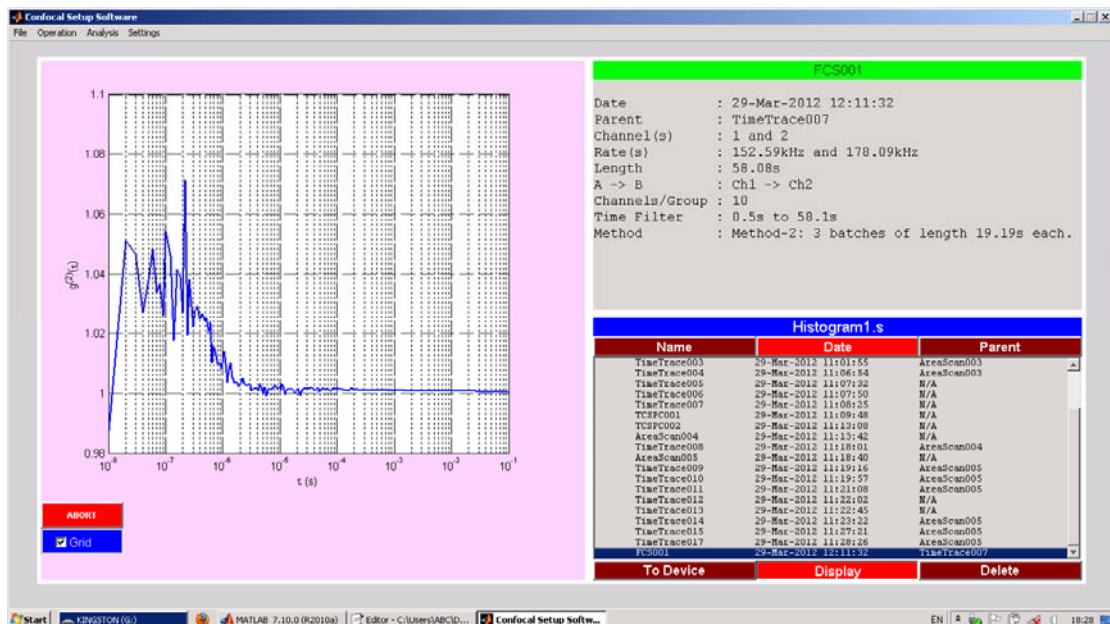 Confocal Setup Software
File Operation Analysis Settings
1.1
1.08
1.06
1.04
1.02
1
0.98
g(2)(t)
10-8 10-7 10-6 10-5 10-4 10-3 10-2 10-1
t (s)
ABORT
Grid
FCS001
Date : 29-Mar-2012 12:11:32
Parent : TimeTrace007
Channel(s) : 1 and 2
Rate(s) : 152.59kHz and 178.09kHz
Length : 58.08s
A -> B : Ch1 -> Ch2
Channels/Group : 10
Time Filter : 0.5s to 58.1s
Method : Method-2: 3 batches of length 19.19s each.
Histogram1.s
Name Date Parent
TimeTrace003 29-Mar-2012 11:01:55 AreaScan003
TimeTrace004 29-Mar-2012 11:06:54 AreaScan003
TimeTrace005 29-Mar-2012 11:07:32 N/A
TimeTrace006 29-Mar-2012 11:07:50 N/A
TimeTrace007 29-Mar-2012 11:08:25 N/A
TCSPC001 29-Mar-2012 11:09:48 N/A
TCSPC002 29-Mar-2012 11:13:08 N/A
AreaScan004 29-Mar-2012 11:13:42 N/A
TimeTrace008 29-Mar-2012 11:18:01 AreaScan004
AreaScan005 29-Mar-2012 11:18:40 N/A
TimeTrace009 29-Mar-2012 11:19:16 AreaScan005
TimeTrace010 29-Mar-2012 11:19:57 AreaScan005
TimeTrace011 29-Mar-2012 11:21:08 AreaScan005
TimeTrace012 29-Mar-2012 11:22:02 N/A
TimeTrace013 29-Mar-2012 11:22:45 N/A
TimeTrace014 29-Mar-2012 11:23:22 AreaScan005
TimeTrace015 29-Mar-2012 11:27:21 AreaScan005
TimeTrace017 29-Mar-2012 11:28:26 AreaScan005
FCS001 29-Mar-2012 12:11:32 TimeTrace007
To Device Display Delete
Start KINGSTON (G:) MATLAB 7.10.0 (R2010a) Editor - C:\Users\ABC\D... Confocal Setup Softw... EN 18:28